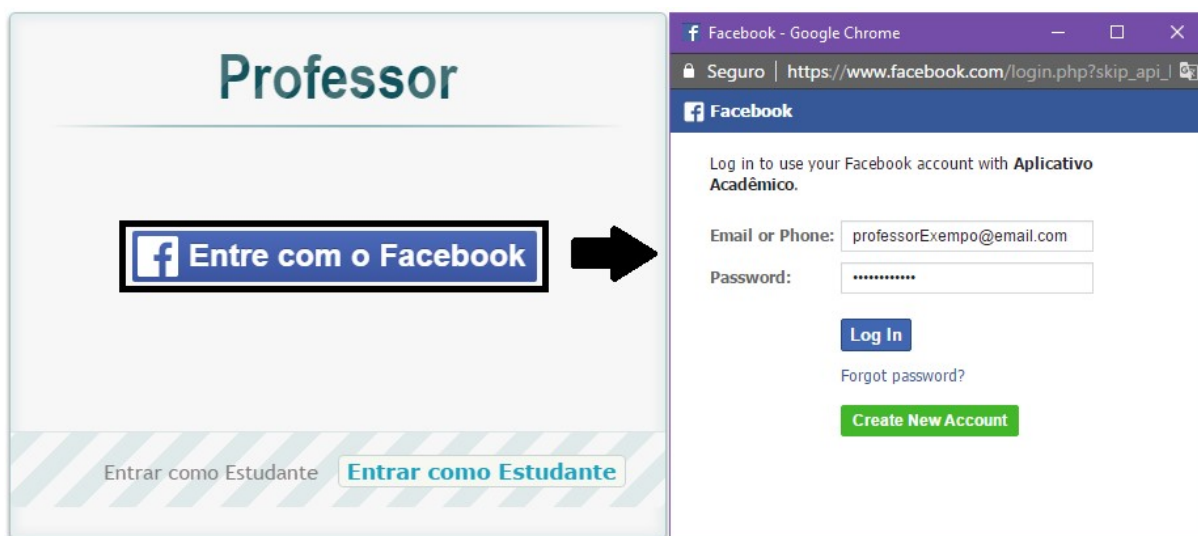 Professor
Entre com o Facebook
Entrar como Estudante Entrar como Estudante
Facebook - Google Chrome
Seguro | https://www.facebook.com/login.php?skip_api_l
Facebook
Log in to use your Facebook account with Aplicativo
Acadêmico.
Email or Phone: professorExempo@email.com
Password: ••••••••••••
Log In
Forgot password?
Create New Account